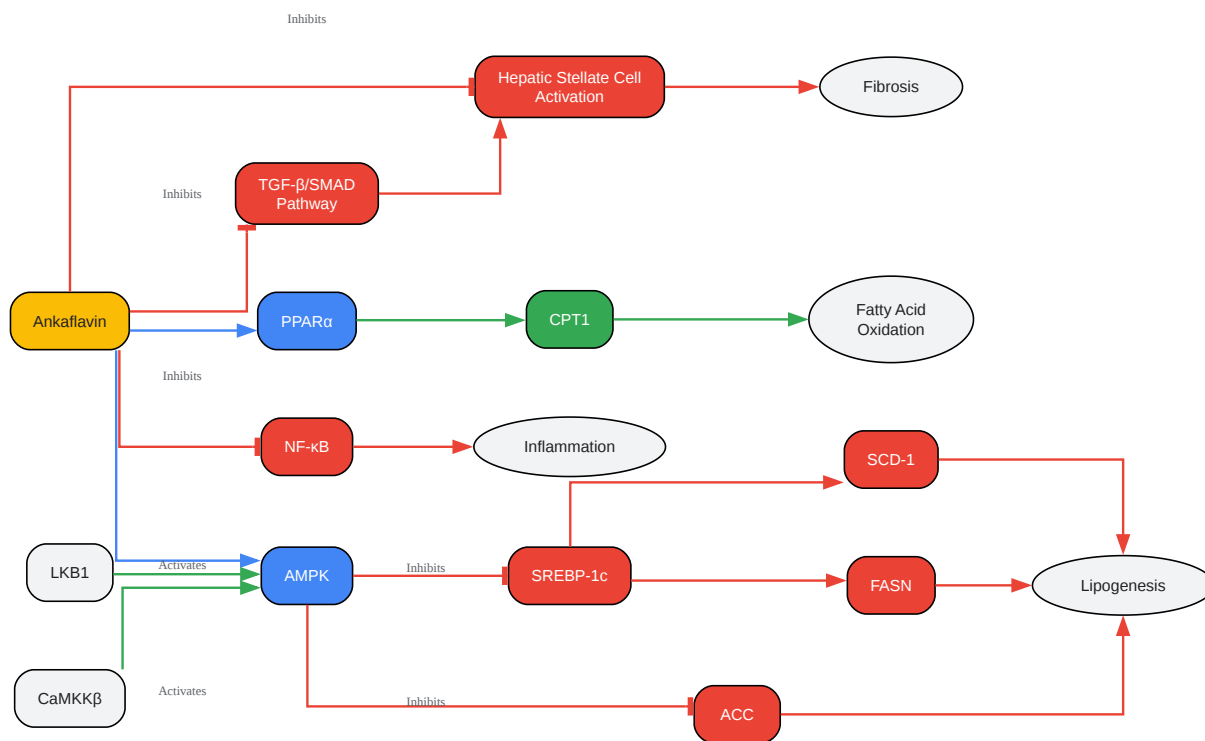 Inhibits
Hepatic Stellate Cell
Activation
Fibrosis
TGF-β/SMAD
Pathway
Inhibits
Ankaflavin
PPARα
CPT1
Fatty Acid
Oxidation
Inhibits
NF-κB
Inflammation
SCD-1
LKB1
Activates
AMPK
Inhibits
SREBP-1c
FASN
Lipogenesis
CaMKKβ
Activates
Inhibits
ACC